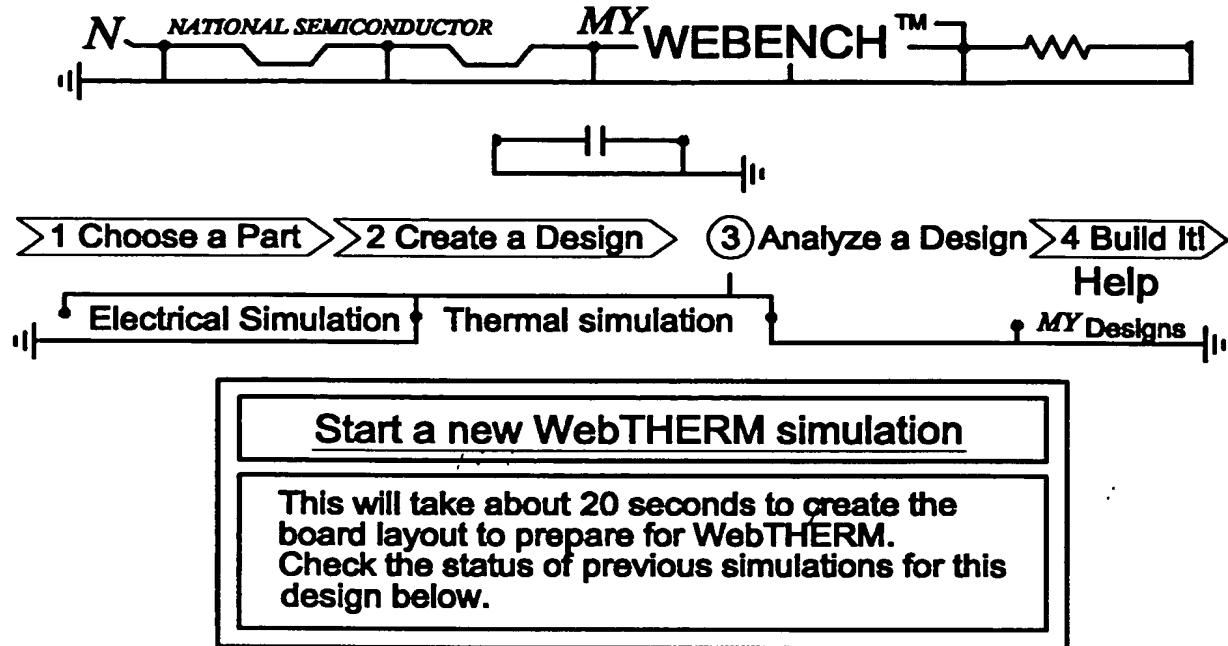 N NATIONAL SEMICONDUCTOR MY WEBENCH™
1 Choose a Part 2 Create a Design 3 Analyze a Design 4 Build It!
Help
Electrical Simulation Thermal simulation MY Designs
Start a new WebTHERM simulation
This will take about 20 seconds to create the
board layout to prepare for WebTHERM.
Check the status of previous simulations for this
design below.